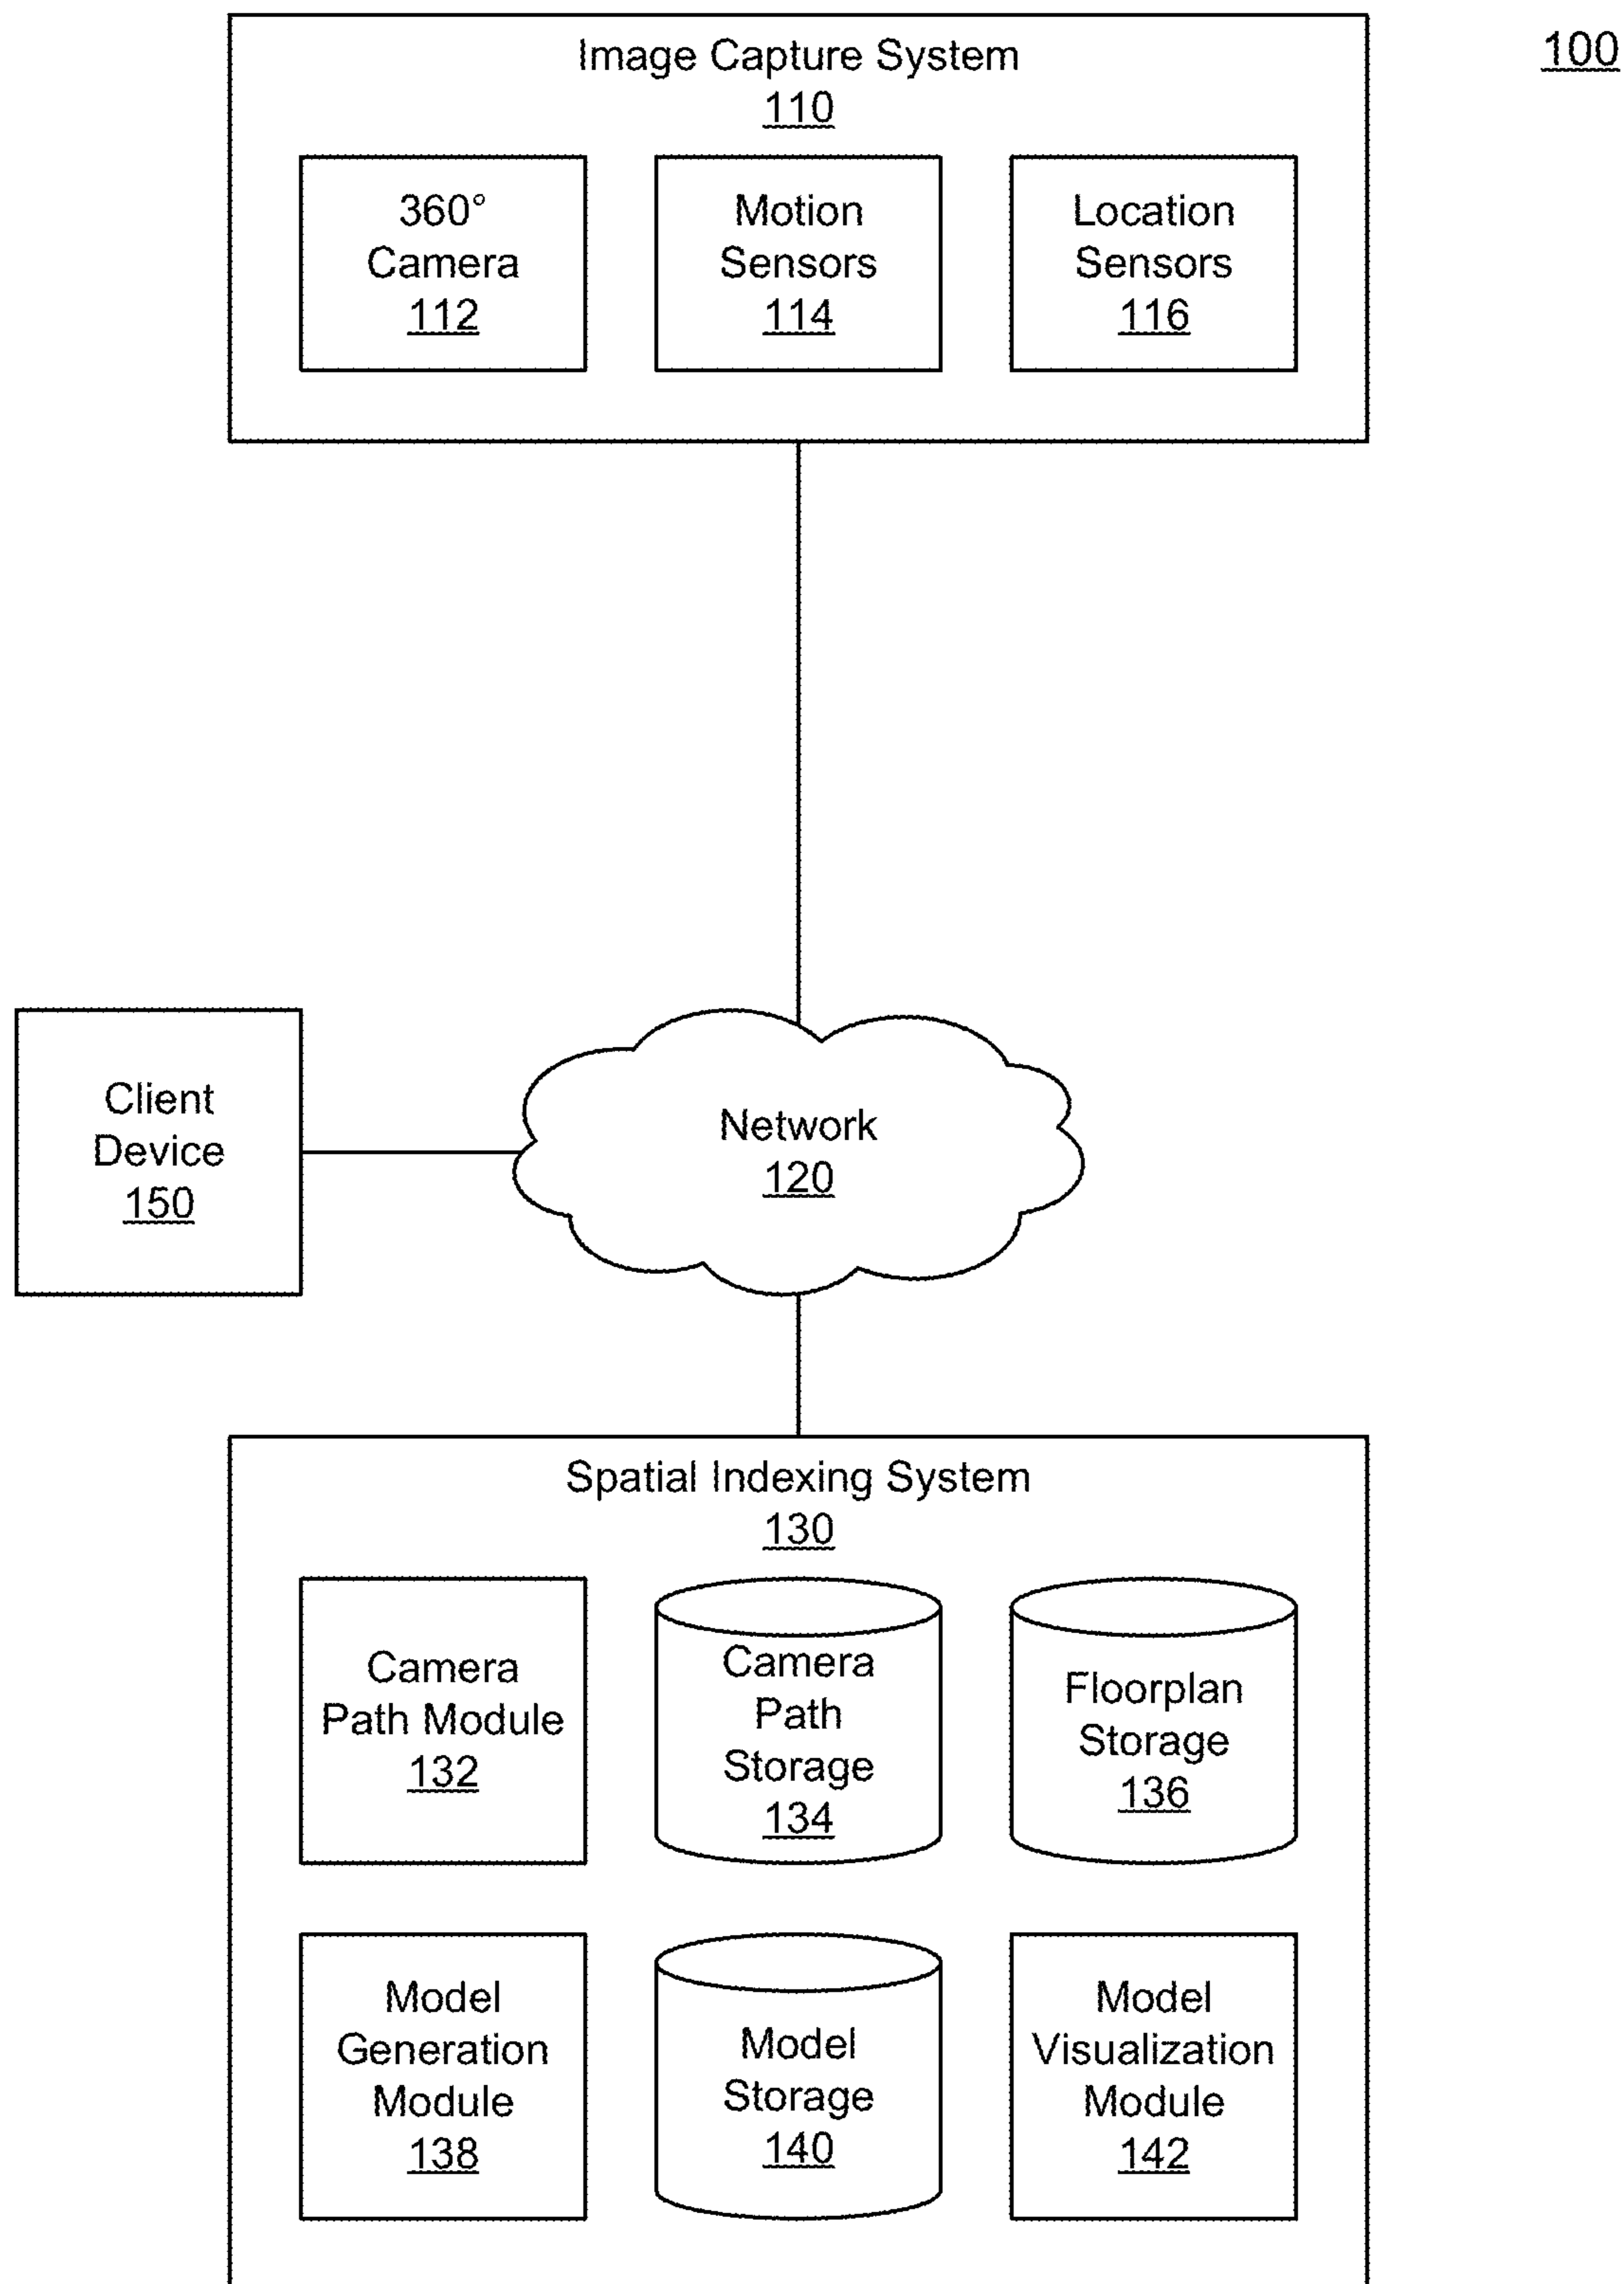 100
Image Capture System
110
360°
Camera
112
Motion
Sensors
114
Location
Sensors
116
Client
Device
150
Network
120
Spatial Indexing System
130
Camera
Path Module
132
Camera
Path
Storage
134
Floorplan
Storage
136
Model
Generation
Module
138
Model
Storage
140
Model
Visualization
Module
142